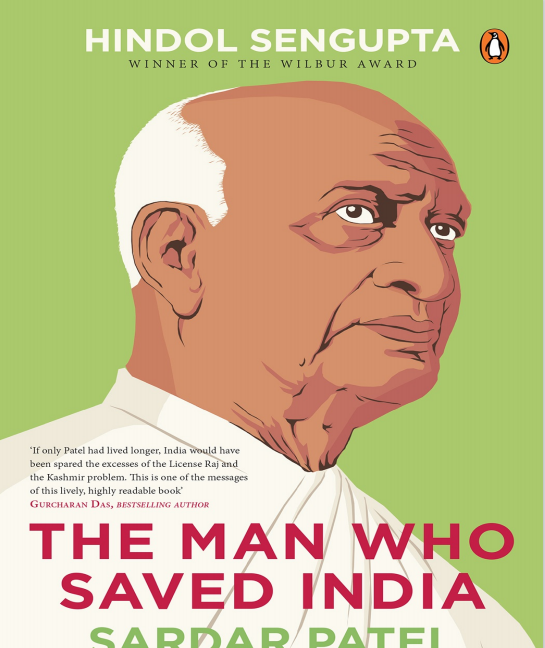 HINDOL SENGUPTA
WINNER OF THE WILBUR AWARD
‘If only Patel had lived longer, India would have
been spared the excesses of the License Raj and
the Kashmir problem. This is one of the messages
of this lively, highly readable book’
GURCHARAN DAS, BESTSELLING AUTHOR
THE MAN WHO
SAVED INDIA
SARDAR PATEL